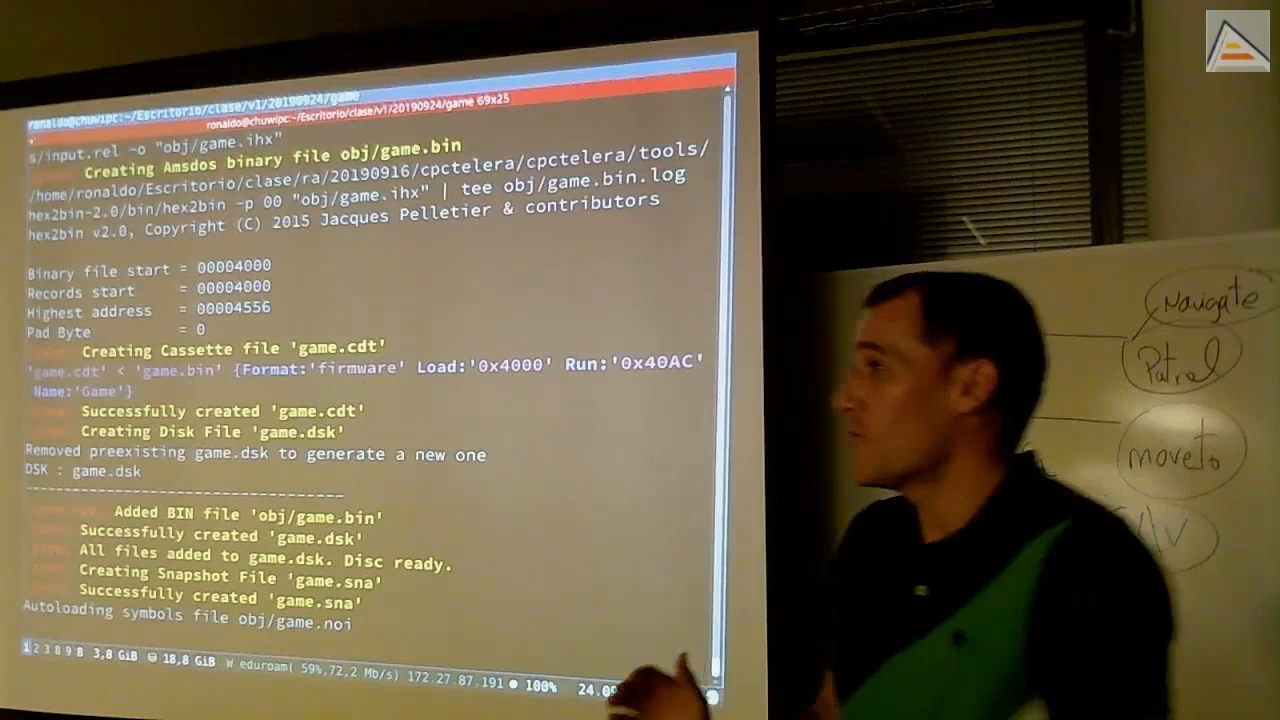 ronaldo@chuwipc:~/Escritorio/clase/v1/20190924/game
ronaldo@chuwipc:~/Escritorio/clase/v1/20190924/game 69x25
s/input.rel -o "obj/game.ihx"
Creating Amsdos binary file obj/game.bin
/home/ronaldo/Escritorio/clase/ra/20190916/cpctelera/cpctelera/tools/
hex2bin-2.0/bin/hex2bin -p 00 "obj/game.ihx" | tee obj/game.bin.log
hex2bin v2.0, Copyright (C) 2015 Jacques Pelletier & contributors
Binary file start = 00004000
Records start = 00004000
Highest address = 00004556
Pad Byte = 0
Creating Cassette file 'game.cdt'
'game.cdt' < 'game.bin' {Format:'firmware' Load:'0x4000' Run:'0x40AC'
Name:'Game'}
Successfully created 'game.cdt'
Creating Disk File 'game.dsk'
Removed preexisting game.dsk to generate a new one
DSK : game.dsk
--------------------------------------
Added BIN file 'obj/game.bin'
Successfully created 'game.dsk'
All files added to game.dsk. Disc ready.
Creating Snapshot File 'game.sna'
Successfully created 'game.sna'
Autoloading symbols file obj/game.noi
1 2 3 8 9 8 3,8 GiB 18,8 GiB W eduroam( 59%,72,2 Mb/s) 172.27.87.191 100% 24.09
Navigate
Patrol
moveto